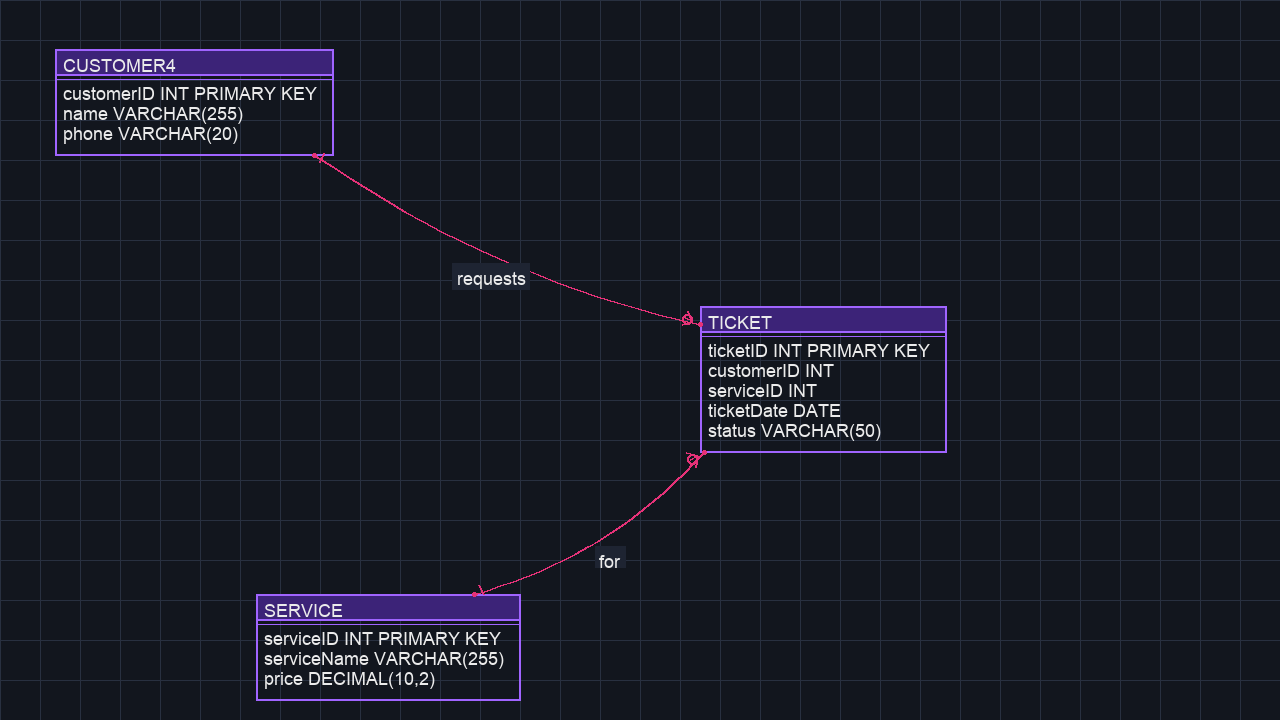 CUSTOMER4
customerID INT PRIMARY KEY
name VARCHAR(255)
phone VARCHAR(20)
requests
TICKET
ticketID INT PRIMARY KEY
customerID INT
serviceID INT
ticketDate DATE
status VARCHAR(50)
for
SERVICE
serviceID INT PRIMARY KEY
serviceName VARCHAR(255)
price DECIMAL(10,2)